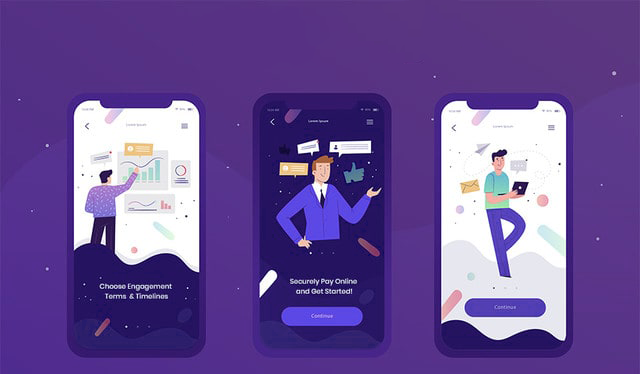 Lorem Ipsum
Choose Engagement
Terms & Timelines
Lorem Ipsum
Securely Pay Online
and Get Started!
Continue
Lorem Ipsum
Continue